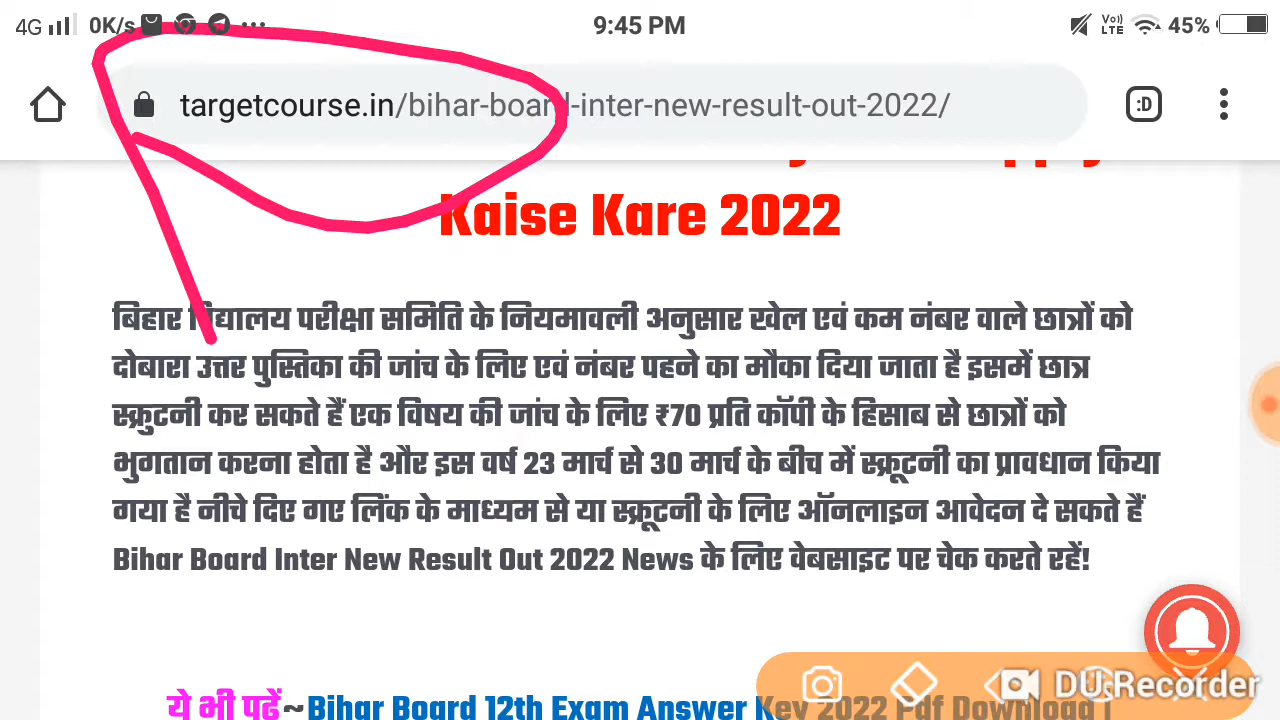 4G 0K/s ... 9:45 PM Vo)) LTE 45%
targetcourse.in/bihar-board-inter-new-result-out-2022/ :D
Kaise Kare 2022
बिहार विद्यालय परीक्षा समिति के नियमावली अनुसार खेल एवं कम नंबर वाले छात्रों को
दोबारा उत्तर पुस्तिका की जांच के लिए एवं नंबर पहने का मौका दिया जाता है इसमें छात्र
स्क्रुटनी कर सकते हैं एक विषय की जांच के लिए ₹70 प्रति कॉपी के हिसाब से छात्रों को
भुगतान करना होता है और इस वर्ष 23 मार्च से 30 मार्च के बीच में स्क्रूटनी का प्रावधान किया
गया है नीचे दिए गए लिंक के माध्यम से या स्क्रूटनी के लिए ऑनलाइन आवेदन दे सकते हैं
Bihar Board Inter New Result Out 2022 News के लिए वेबसाइट पर चेक करते रहें!
ये भी पढ़ें~Bihar Board 12th Exam Answer Key 2022 Pdf Download |
DU Recorder